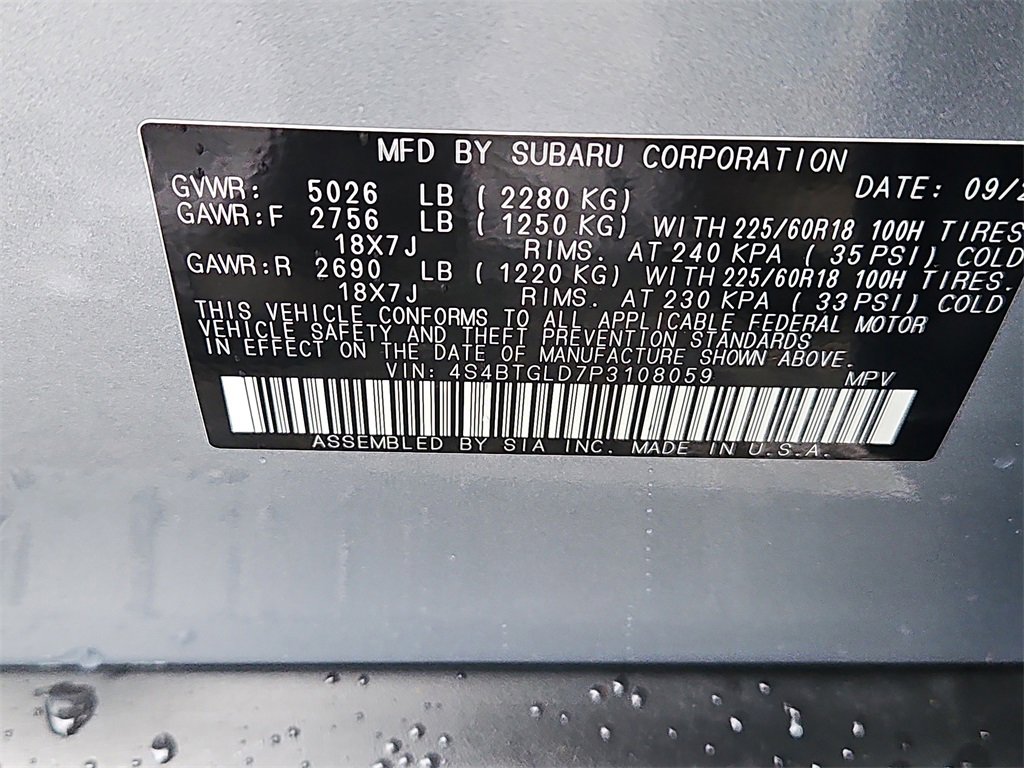 MFD BY SUBARU CORPORATION
GVWR: 5026 LB ( 2280 KG) DATE: 09/2
GAWR:F 2756 LB ( 1250 KG) WITH 225/60R18 100H TIRES
18X7J RIMS. AT 240 KPA ( 35 PSI) COLD
GAWR:R 2690 LB ( 1220 KG) WITH 225/60R18 100H TIRES.
18X7J RIMS. AT 230 KPA ( 33 PSI) COLD
THIS VEHICLE CONFORMS TO ALL APPLICABLE FEDERAL MOTOR
VEHICLE SAFETY AND THEFT PREVENTION STANDARDS
IN EFFECT ON THE DATE OF MANUFACTURE SHOWN ABOVE.
VIN: 4S4BTGLD7P3108059 MPV
ASSEMBLED BY SIA INC. MADE IN U.S.A.